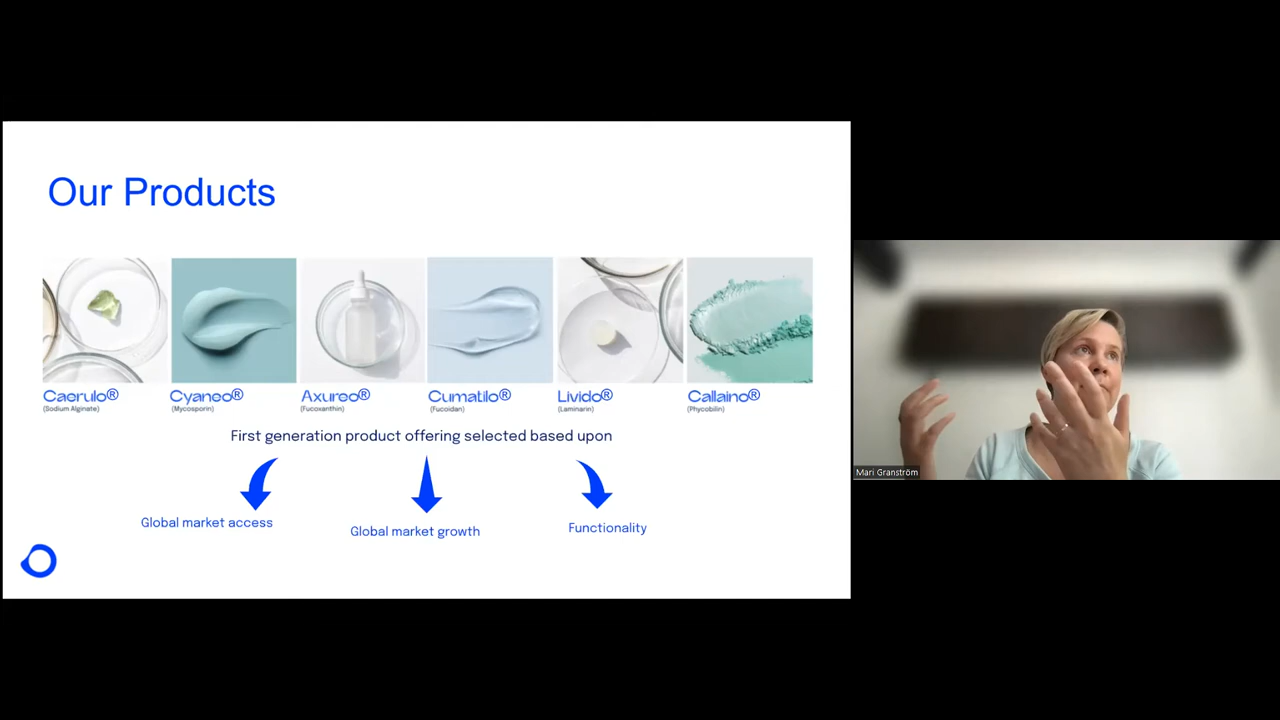 Our Products
Caerulo® Cyaneo® Axureo® Cumatilo® Livido® Callaino®
(Sodium Alginate) (Mycosporin) (Fucoxanthin) (Fucoidan) (Laminarin) (Phycobilin)
First generation product offering selected based upon
Global market access
Global market growth
Functionality
Mari Granström